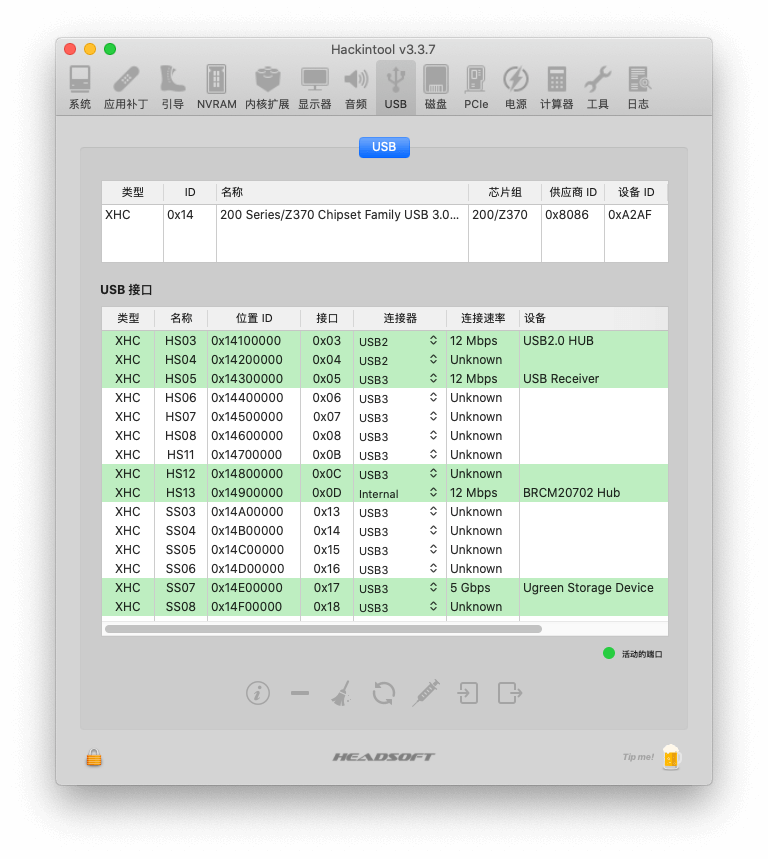 Hackintool v3.3.7
系统 应用补丁 引导 NVRAM 内核扩展 显示器 音频 USB 磁盘 PCIe 电源 计算器 工具 日志
USB
类型 ID 名称 芯片组 供应商 ID 设备 ID
XHC 0x14 200 Series/Z370 Chipset Family USB 3.0... 200/Z370 0x8086 0xA2AF
USB 接口
类型 名称 位置 ID 接口 连接器 连接速率 设备
XHC HS03 0x14100000 0x03 USB2 12 Mbps USB2.0 HUB
XHC HS04 0x14200000 0x04 USB2 Unknown
XHC HS05 0x14300000 0x05 USB3 12 Mbps USB Receiver
XHC HS06 0x14400000 0x06 USB3 Unknown
XHC HS07 0x14500000 0x07 USB3 Unknown
XHC HS08 0x14600000 0x08 USB3 Unknown
XHC HS11 0x14700000 0x0B USB3 Unknown
XHC HS12 0x14800000 0x0C USB3 Unknown
XHC HS13 0x14900000 0x0D Internal 12 Mbps BRCM20702 Hub
XHC SS03 0x14A00000 0x13 USB3 Unknown
XHC SS04 0x14B00000 0x14 USB3 Unknown
XHC SS05 0x14C00000 0x15 USB3 Unknown
XHC SS06 0x14D00000 0x16 USB3 Unknown
XHC SS07 0x14E00000 0x17 USB3 5 Gbps Ugreen Storage Device
XHC SS08 0x14F00000 0x18 USB3 Unknown
活动的端口
HEADSOFT
Tip me!